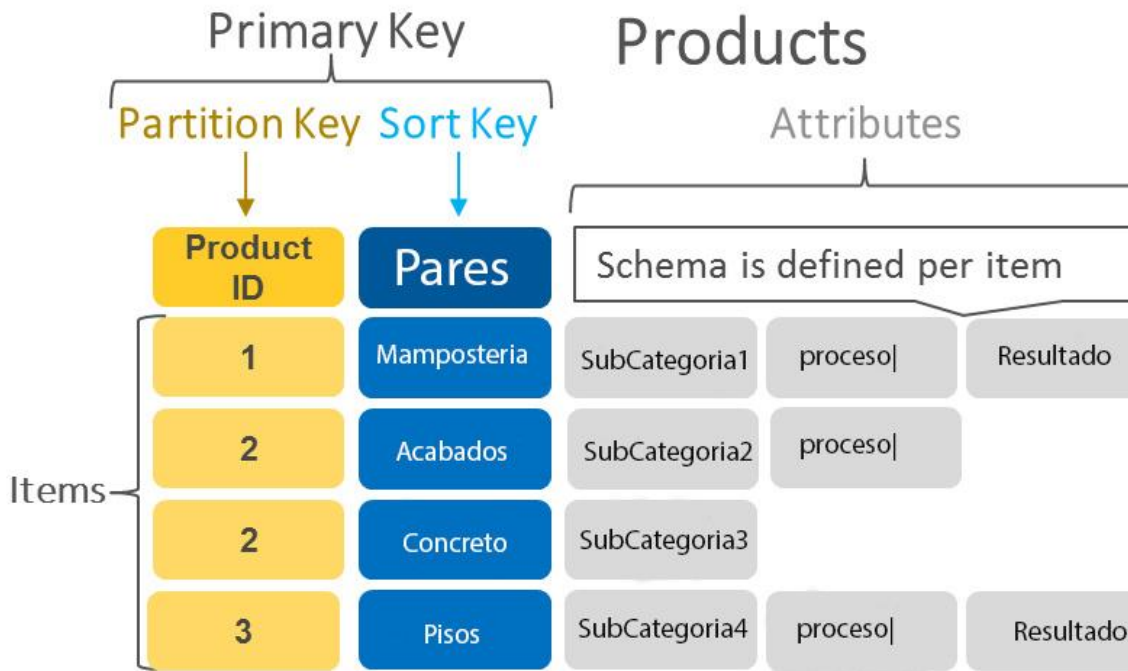 Primary Key
Products
Partition Key
Sort Key
Attributes
Product
ID
Pares
Schema is defined per item
Items
1
Mamposteria
SubCategoria1
proceso|
Resultado
2
Acabados
SubCategoria2
proceso|
2
Concreto
SubCategoria3
3
Pisos
SubCategoria4
proceso|
Resultado